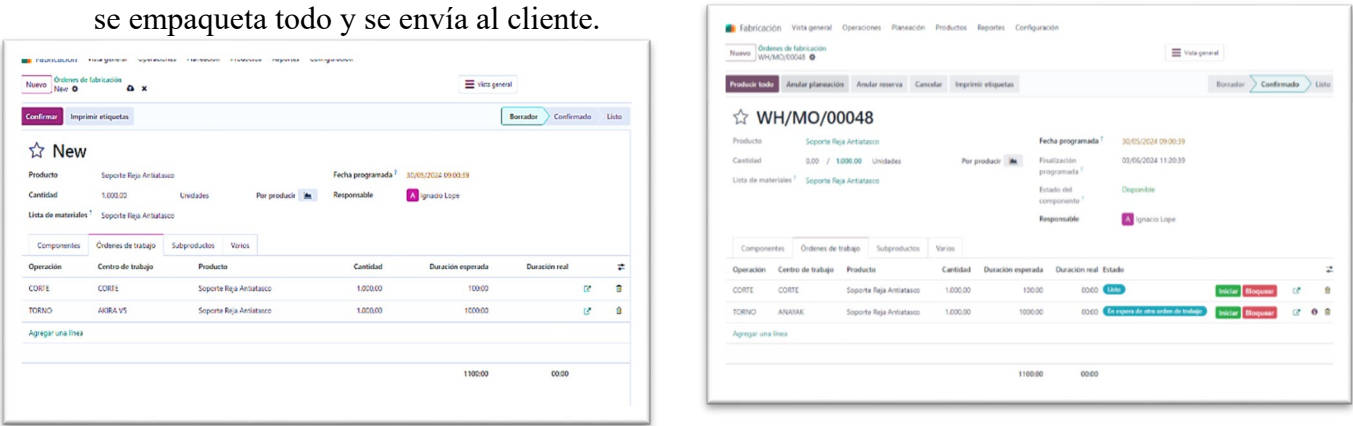 se empaqueta todo y se envía al cliente.
Fabricación Vista general Operaciones Planeación Productos Reportes Configuración
Nuevo Órdenes de fabricación
New
Vista general
Confirmar Imprimir etiquetas Borrador Confirmado Listo
New
Producto Soporte Reja Antiatasco Fecha programada ? 30/05/2024 09:00:39
Cantidad 1.000,00 Unidades Por producir Responsable A Ignacio Lope
Lista de materiales ? Soporte Reja Antiatasco
Componentes Órdenes de trabajo Subproductos Varios
Operación Centro de trabajo Producto Cantidad Duración esperada Duración real
CORTE CORTE Soporte Reja Antiatasco 1.000,00 100:00
TORNO AKIRA V5 Soporte Reja Antiatasco 1.000,00 1000:00
Agregar una línea
1100:00 00:00
Fabricación Vista general Operaciones Planeación Productos Reportes Configuración
Nuevo Órdenes de fabricación
WH/MO/00048
Vista general
Producir todo Anular planeación Anular reserva Cancelar Imprimir etiquetas Borrador Confirmado Listo
WH/MO/00048
Producto Soporte Reja Antiatasco Fecha programada ? 30/05/2024 09:00:39
Cantidad 0,00 / 1.000,00 Unidades Por producir Finalización programada ? 03/06/2024 11:20:39
Lista de materiales ? Soporte Reja Antiatasco
Estado del componente ? Disponible
Responsable A Ignacio Lope
Componentes Órdenes de trabajo Subproductos Varios
Operación Centro de trabajo Producto Cantidad Duración esperada Duración real Estado
CORTE CORTE Soporte Reja Antiatasco 1.000,00 100:00 00:00 Listo Iniciar Bloquear
TORNO ANAYAK Soporte Reja Antiatasco 1.000,00 1000:00 00:00 En espera de otra orden de trabajo Iniciar Bloquear
Agregar una línea
1100:00 00:00